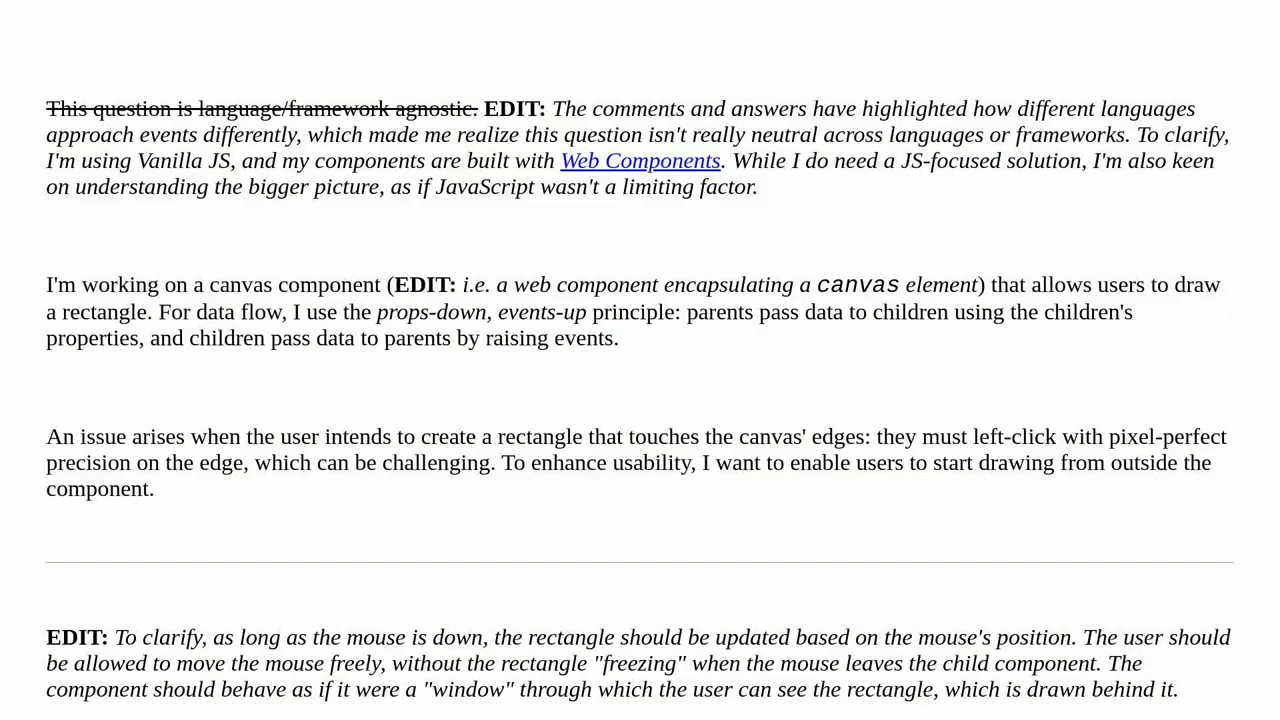 This question is language/framework agnostic. EDIT: The comments and answers have highlighted how different languages
approach events differently, which made me realize this question isn't really neutral across languages or frameworks. To clarify,
I'm using Vanilla JS, and my components are built with Web Components. While I do need a JS-focused solution, I'm also keen
on understanding the bigger picture, as if JavaScript wasn't a limiting factor.
I'm working on a canvas component (EDIT: i.e. a web component encapsulating a canvas element) that allows users to draw
a rectangle. For data flow, I use the props-down, events-up principle: parents pass data to children using the children's
properties, and children pass data to parents by raising events.
An issue arises when the user intends to create a rectangle that touches the canvas' edges: they must left-click with pixel-perfect
precision on the edge, which can be challenging. To enhance usability, I want to enable users to start drawing from outside the
component.
EDIT: To clarify, as long as the mouse is down, the rectangle should be updated based on the mouse's position. The user should
be allowed to move the mouse freely, without the rectangle "freezing" when the mouse leaves the child component. The
component should behave as if it were a "window" through which the user can see the rectangle, which is drawn behind it.